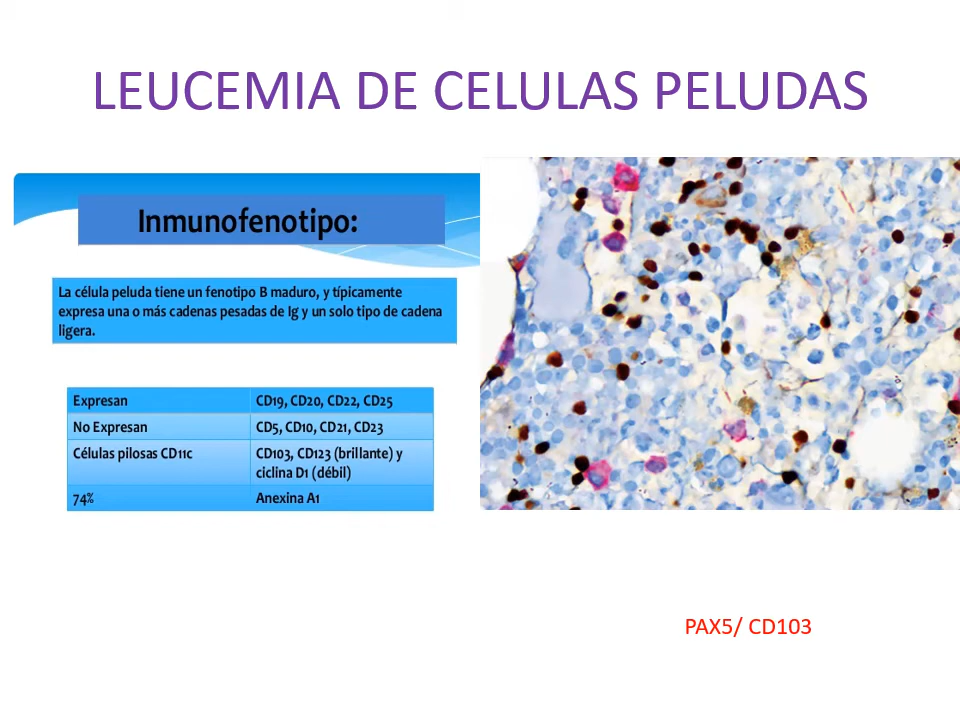 LEUCEMIA DE CELULAS PELUDAS
Inmunofenotipo:
La célula peluda tiene un fenotipo B maduro, y típicamente
expresa una o más cadenas pesadas de Ig y un solo tipo de cadena
ligera.
Expresan CD19, CD20, CD22, CD25
No Expresan CD5, CD10, CD21, CD23
Células pilosas CD11c CD103, CD123 (brillante) y
ciclina D1 (débil)
74% Anexina A1
PAX5/ CD103